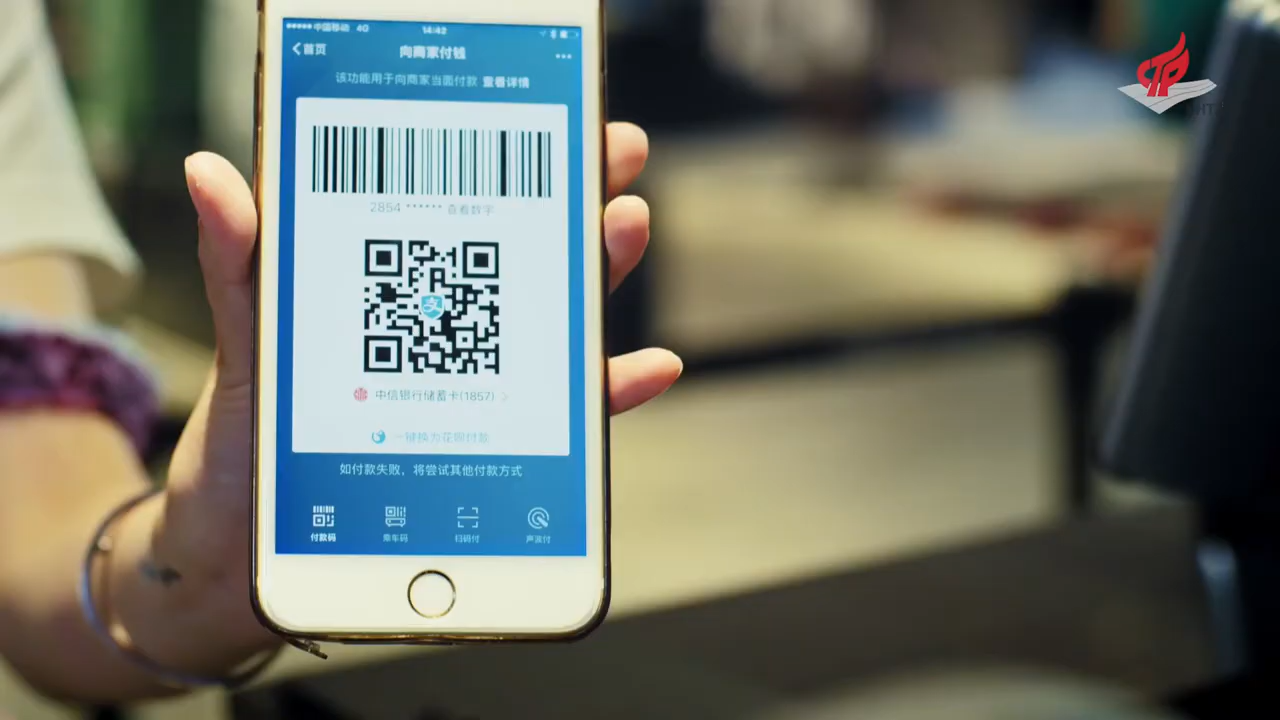 中国移动 4G 14:42
首页 向商家付钱
该功能用于向商家当面付款 查看详情
2854 ****** 查看数字
支
中信银行储蓄卡(1857)
一键换为花呗付款
如付款失败，将尝试其他付款方式
付款码 乘车码 扫码付 声波付